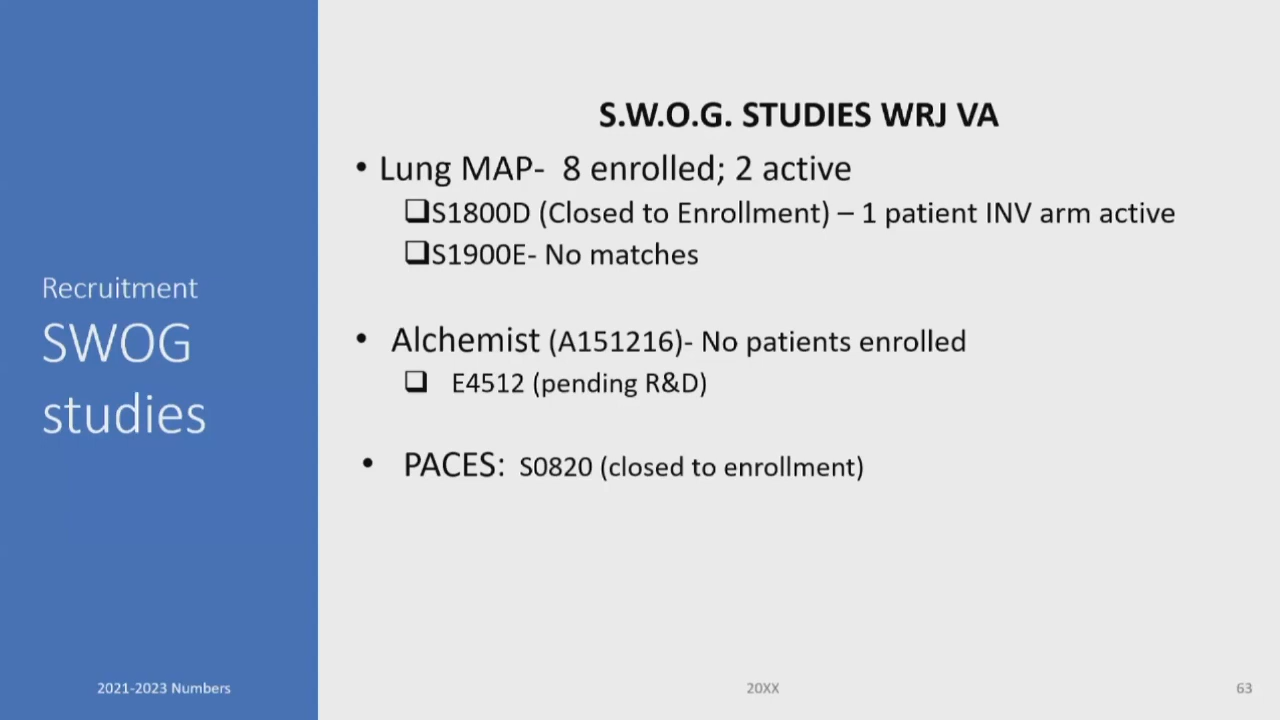 Recruitment
SWOG
studies
S.W.O.G. STUDIES WRJ VA
• Lung MAP- 8 enrolled; 2 active
❑S1800D (Closed to Enrollment) – 1 patient INV arm active
❑S1900E- No matches
• Alchemist (A151216)- No patients enrolled
❑ E4512 (pending R&D)
• PACES: S0820 (closed to enrollment)
2021-2023 Numbers
20XX
63